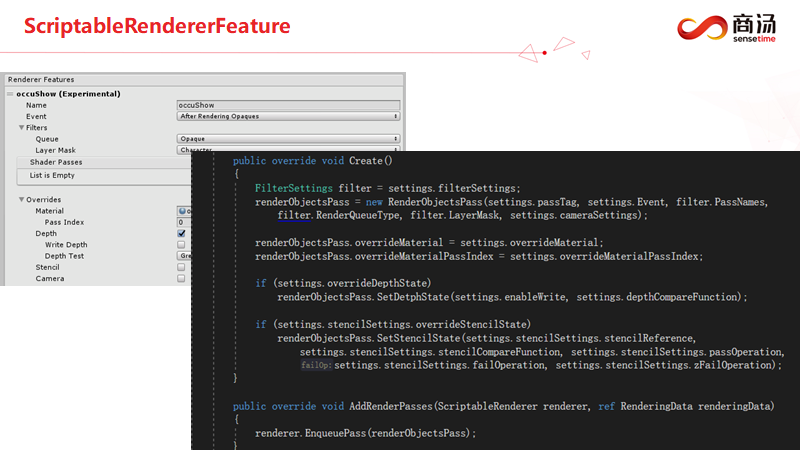 ScriptableRendererFeature
商汤
sensetime
Renderer Features
occuShow (Experimental)
Name occuShow
Event After Rendering Opaques
Filters
Queue Opaque
Layer Mask Character
Shader Passes
List is Empty
Overrides
Material
Pass Index 0
Depth
Write Depth
Depth Test
Stencil
Camera
public override void Create()
{
FilterSettings filter = settings.filterSettings;
renderObjectsPass = new RenderObjectsPass(settings.passTag, settings.Event, filter.PassNames,
filter.RenderQueueType, filter.LayerMask, settings.cameraSettings);
renderObjectsPass.overrideMaterial = settings.overrideMaterial;
renderObjectsPass.overrideMaterialPassIndex = settings.overrideMaterialPassIndex;
if (settings.overrideDepthState)
renderObjectsPass.SetDetphState(settings.enableWrite, settings.depthCompareFunction);
if (settings.stencilSettings.overrideStencilState)
renderObjectsPass.SetStencilState(settings.stencilSettings.stencilReference,
settings.stencilSettings.stencilCompareFunction, settings.stencilSettings.passOperation,
failOp: settings.stencilSettings.failOperation, settings.stencilSettings.zFailOperation);
}
public override void AddRenderPasses(ScriptableRenderer renderer, ref RenderingData renderingData)
{
renderer.EnqueuePass(renderObjectsPass);
}